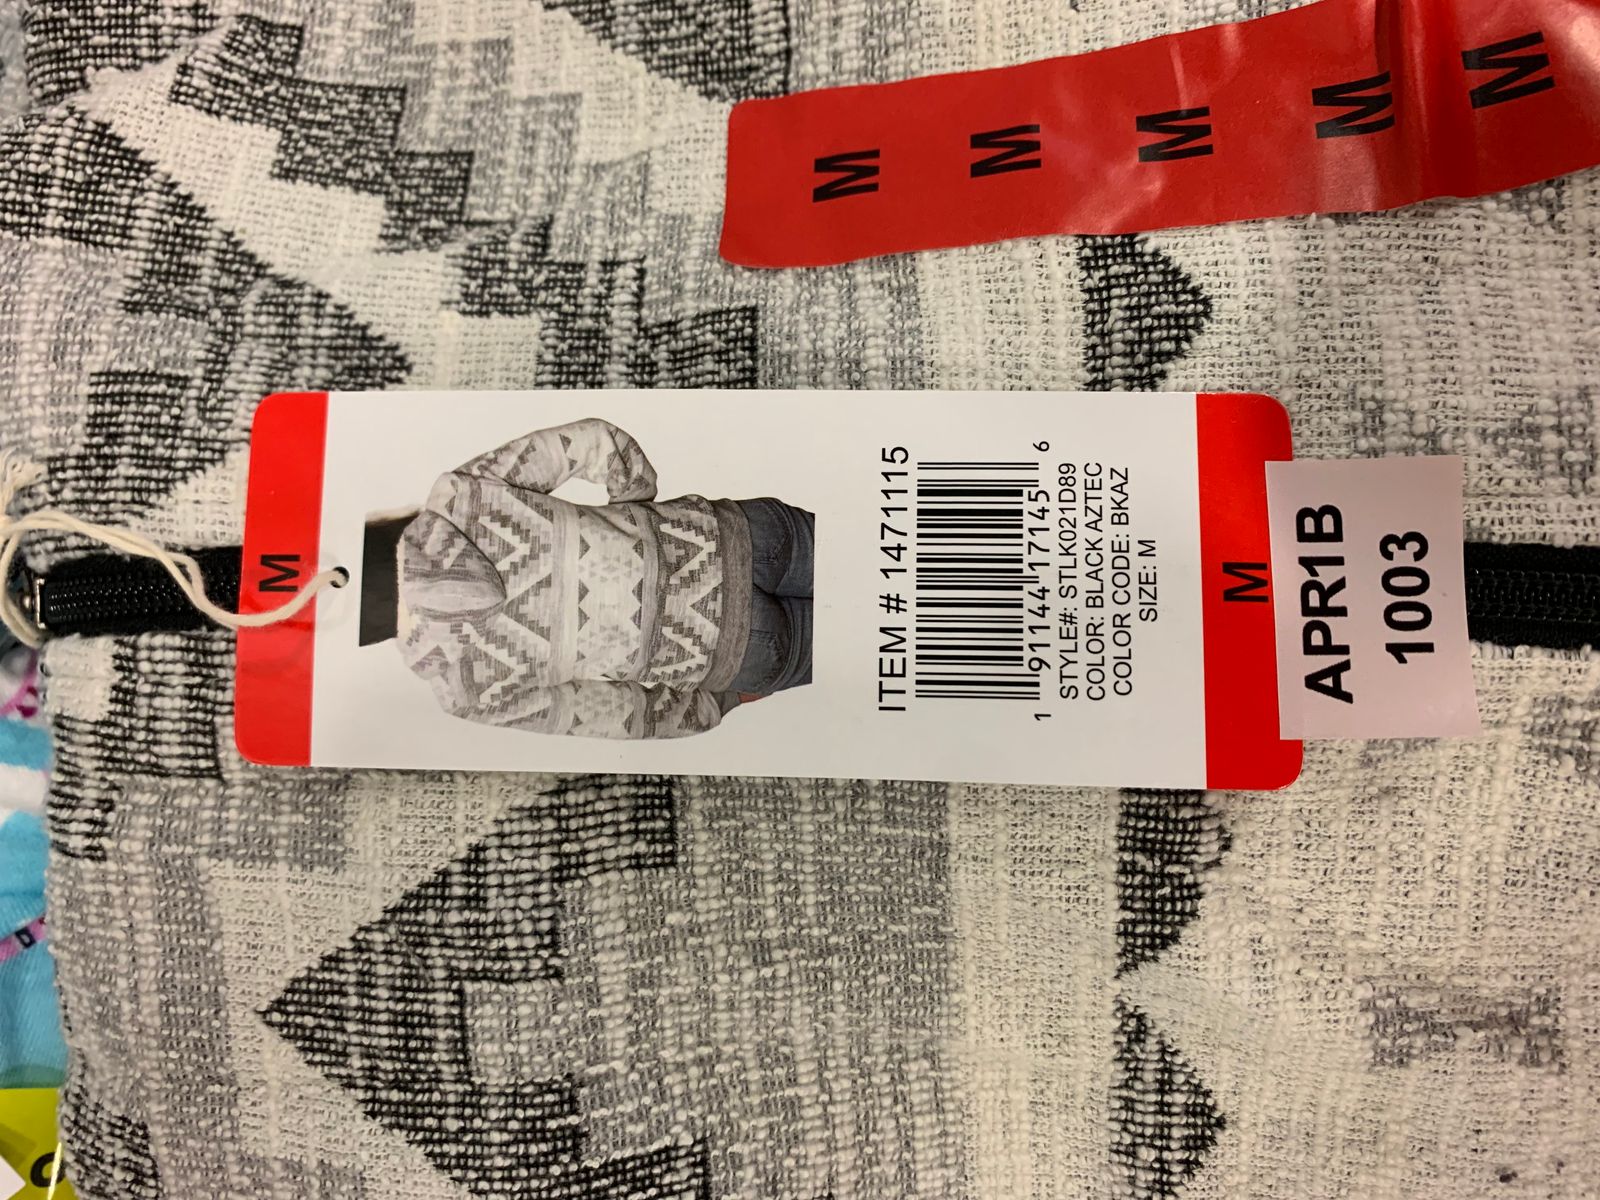 M M M M M
M
ITEM # 1471115
1 91144 17145 6
STYLE#: STLK021D89
COLOR: BLACK AZTEC
COLOR CODE: BKAZ
SIZE: M
M
APR1B
1003